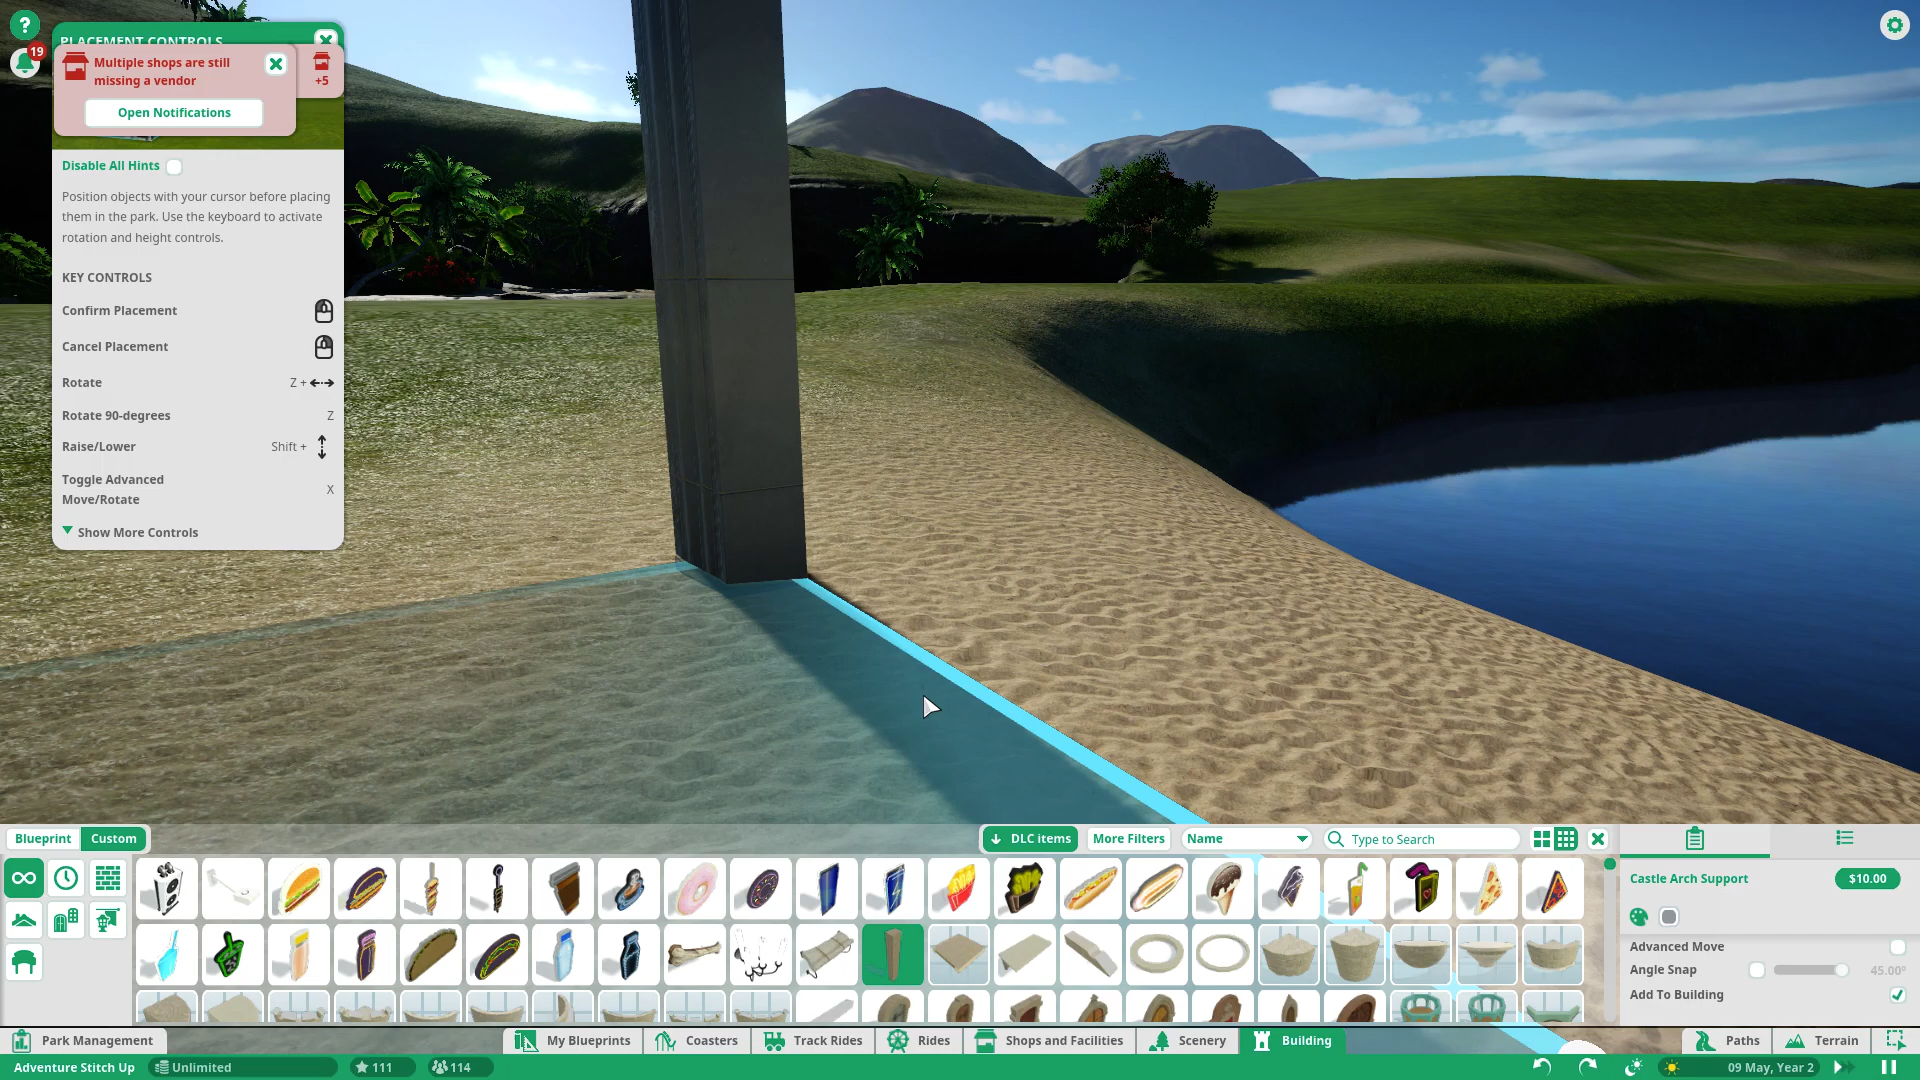 ?
19
PLACEMENT CONTROLS
Multiple shops are still
missing a vendor
+5
Open Notifications
Disable All Hints
Position objects with your cursor before placing
them in the park. Use the keyboard to activate
rotation and height controls.
KEY CONTROLS
Confirm Placement
Cancel Placement
Rotate Z +
Rotate 90-degrees Z
Raise/Lower Shift +
Toggle Advanced
Move/Rotate X
Show More Controls
Blueprint Custom
DLC items More Filters Name Type to Search
Castle Arch Support $10.00
Advanced Move
Angle Snap 45.00°
Add To Building
Park Management My Blueprints Coasters Track Rides Rides Shops and Facilities Scenery Building Paths Terrain
Adventure Stitch Up Unlimited 111 114 09 May, Year 2